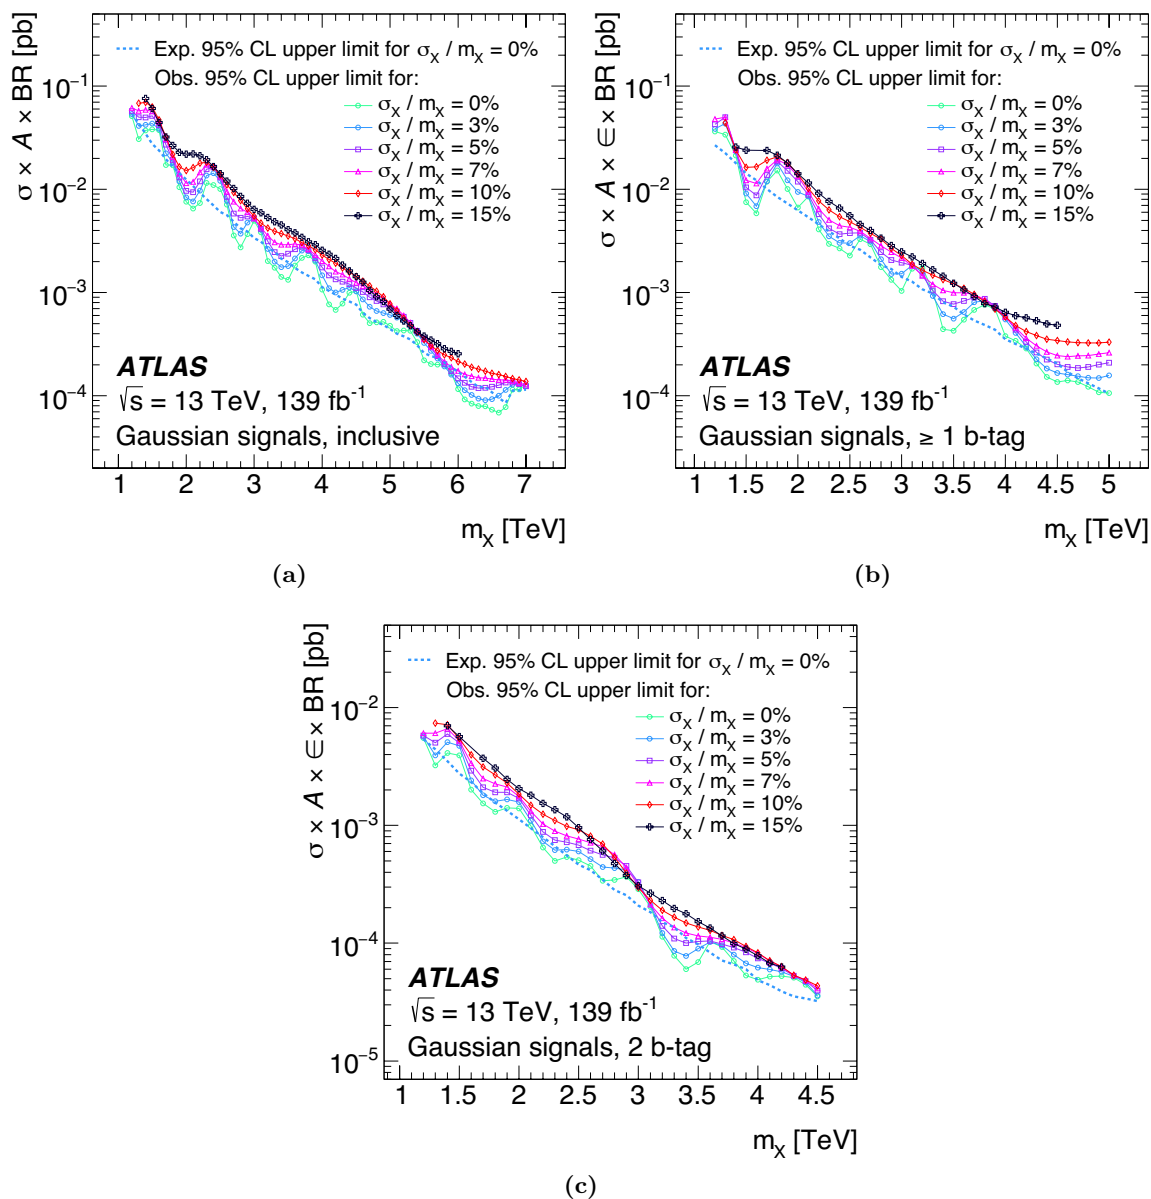 σ × A × BR [pb]
Exp. 95% CL upper limit for σX / mX = 0%
Obs. 95% CL upper limit for:
σX / mX = 0%
σX / mX = 3%
σX / mX = 5%
σX / mX = 7%
σX / mX = 10%
σX / mX = 15%
10⁻¹
10⁻²
10⁻³
10⁻⁴
ATLAS
√s = 13 TeV, 139 fb⁻¹
Gaussian signals, inclusive
1 2 3 4 5 6 7
mX [TeV]
(a)
σ × A × ∈ × BR [pb]
Exp. 95% CL upper limit for σX / mX = 0%
Obs. 95% CL upper limit for:
σX / mX = 0%
σX / mX = 3%
σX / mX = 5%
σX / mX = 7%
σX / mX = 10%
σX / mX = 15%
10⁻¹
10⁻²
10⁻³
10⁻⁴
ATLAS
√s = 13 TeV, 139 fb⁻¹
Gaussian signals, ≥ 1 b-tag
1 1.5 2 2.5 3 3.5 4 4.5 5
mX [TeV]
(b)
σ × A × ∈ × BR [pb]
Exp. 95% CL upper limit for σX / mX = 0%
Obs. 95% CL upper limit for:
σX / mX = 0%
σX / mX = 3%
σX / mX = 5%
σX / mX = 7%
σX / mX = 10%
σX / mX = 15%
10⁻²
10⁻³
10⁻⁴
10⁻⁵
ATLAS
√s = 13 TeV, 139 fb⁻¹
Gaussian signals, 2 b-tag
1 1.5 2 2.5 3 3.5 4 4.5
mX [TeV]
(c)